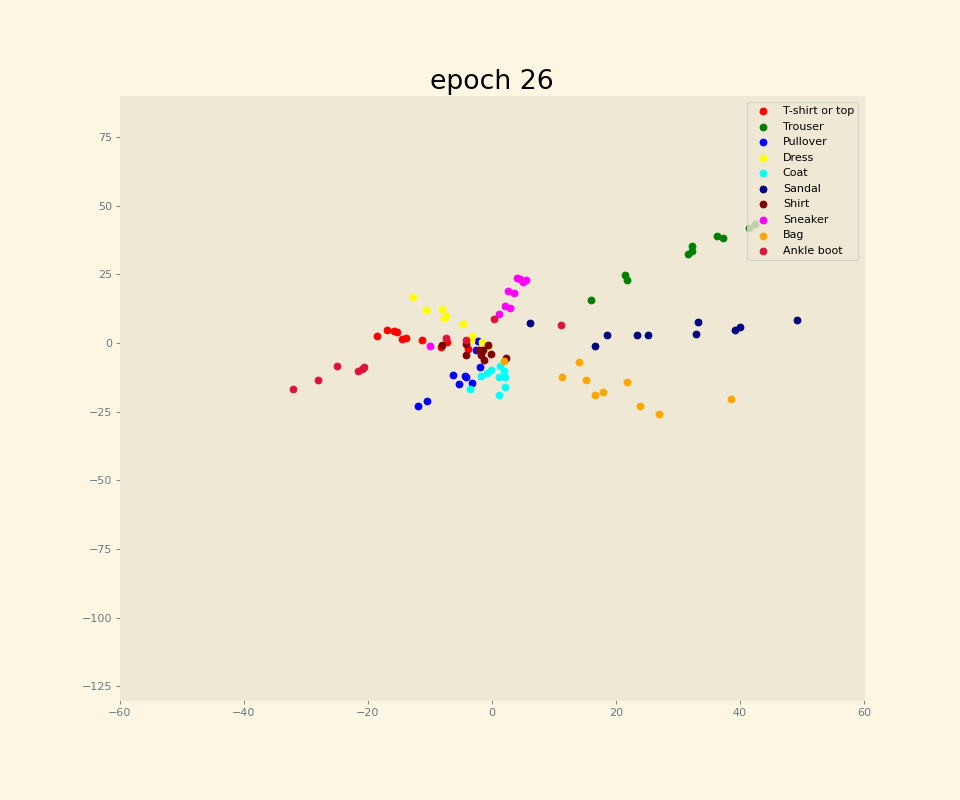 epoch 26
T-shirt or top
Trouser
Pullover
Dress
Coat
Sandal
Shirt
Sneaker
Bag
Ankle boot
75
50
25
0
−25
−50
−75
−100
−125
−60 −40 −20 0 20 40 60